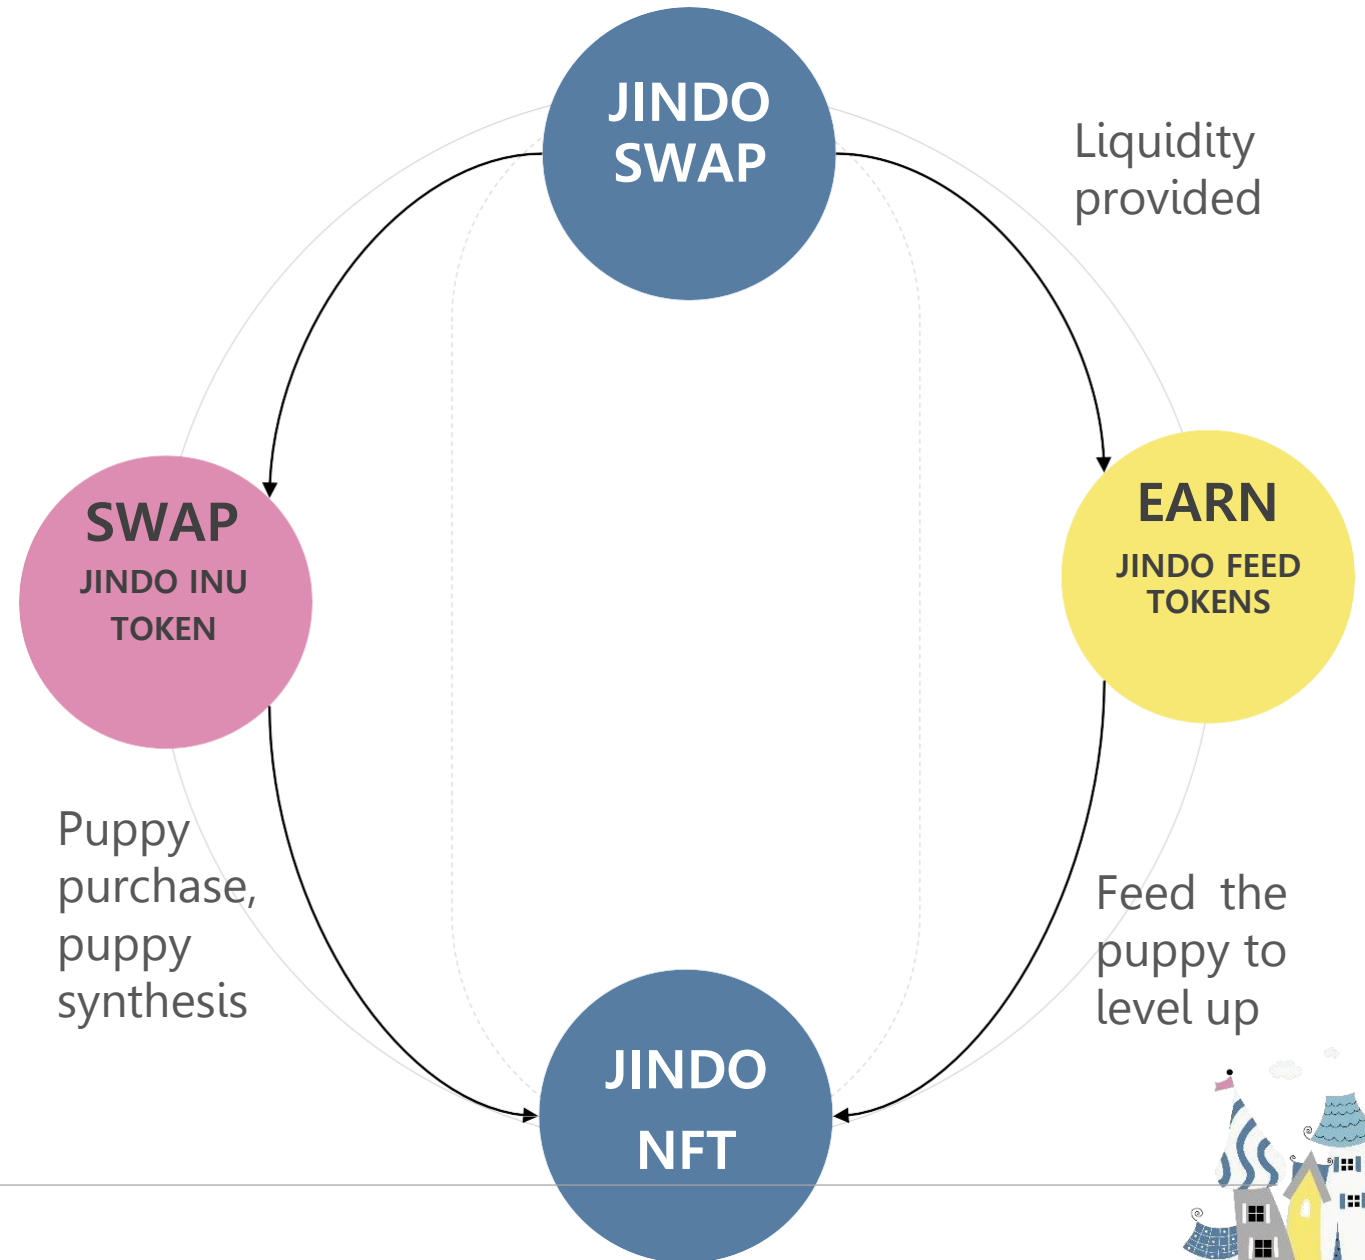 JINDO
SWAP
Liquidity
provided
SWAP
JINDO INU
TOKEN
EARN
JINDO FEED
TOKENS
Puppy
purchase,
puppy
synthesis
Feed the
puppy to
level up
JINDO
NFT